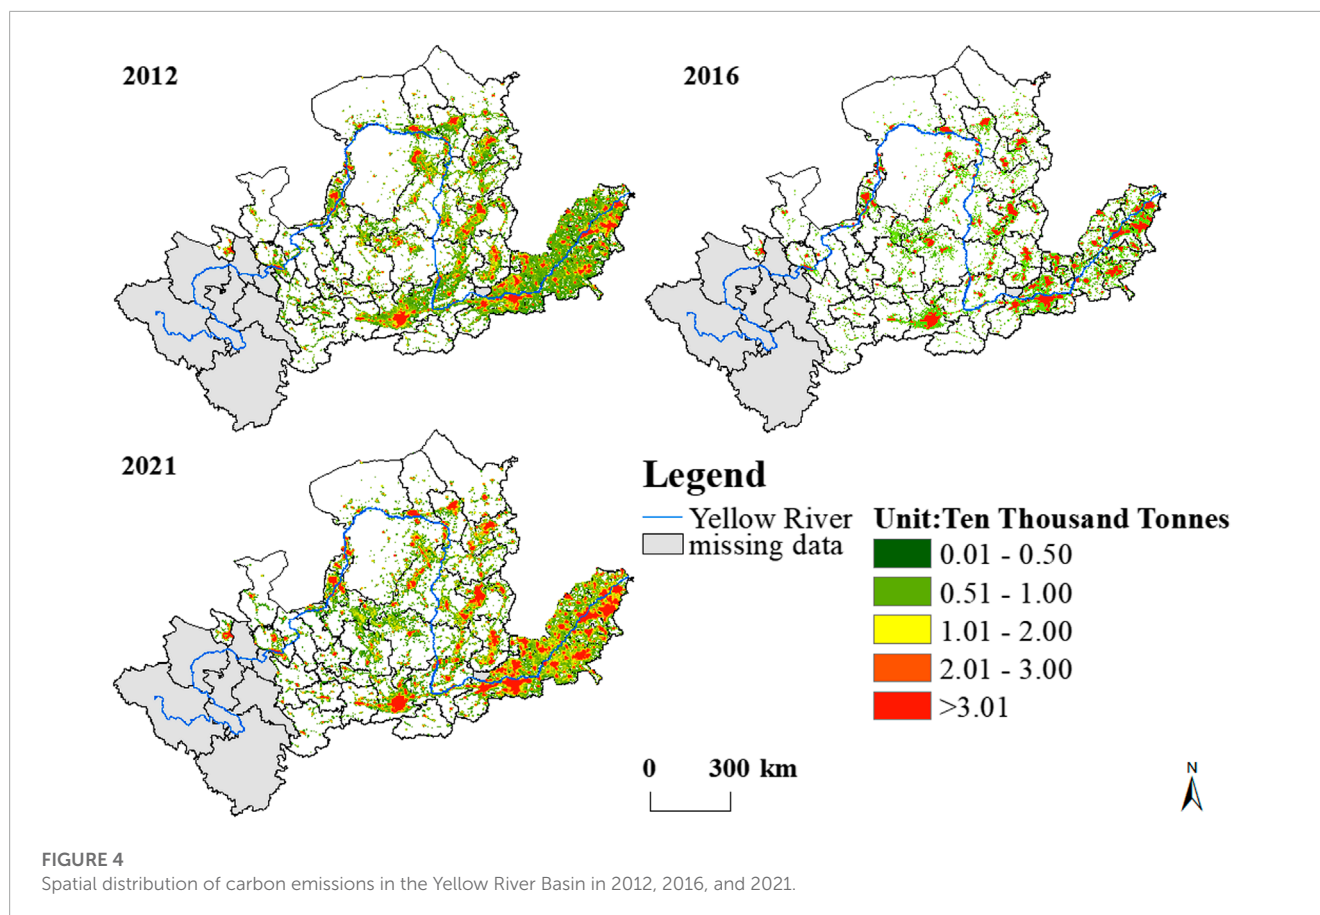 2012
2016
2021
Legend
Yellow River
missing data
Unit:Ten Thousand Tonnes
0.01 - 0.50
0.51 - 1.00
1.01 - 2.00
2.01 - 3.00
>3.01
0 300 km
N
FIGURE 4
Spatial distribution of carbon emissions in the Yellow River Basin in 2012, 2016, and 2021.